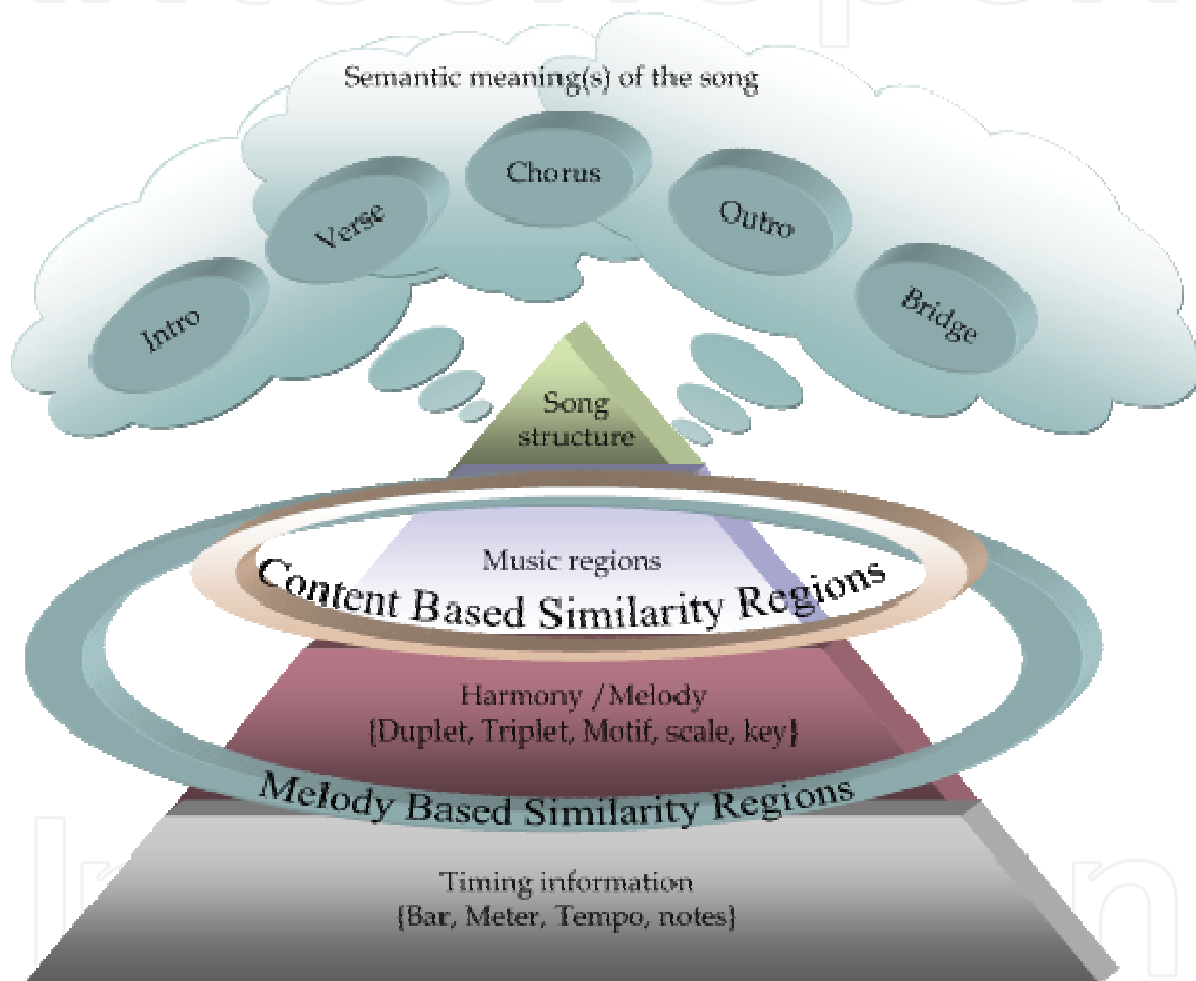 Semantic meaning(s) of the song
Intro
Verse
Chorus
Outro
Bridge
Song
structure
Music regions
Content Based Similarity Regions
Harmony /Melody
{Duplet, Triplet, Motif, scale, key}
Melody Based Similarity Regions
Timing information
{Bar, Meter, Tempo, notes}